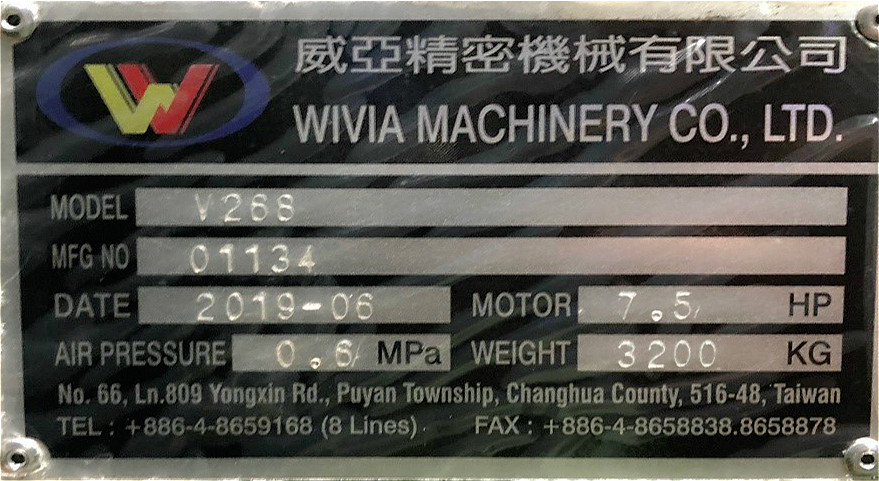 威亞精密機械有限公司
WIVIA MACHINERY CO., LTD.
MODEL V268
MFG NO 01134
DATE 2019-06 MOTOR 7.5 HP
AIR PRESSURE 0.6 MPa WEIGHT 3200 KG
No. 66, Ln.809 Yongxin Rd., Puyan Township, Changhua County, 516-48, Taiwan
TEL : +886-4-8659168 (8 Lines) . FAX : +886-4-8658838.8658878